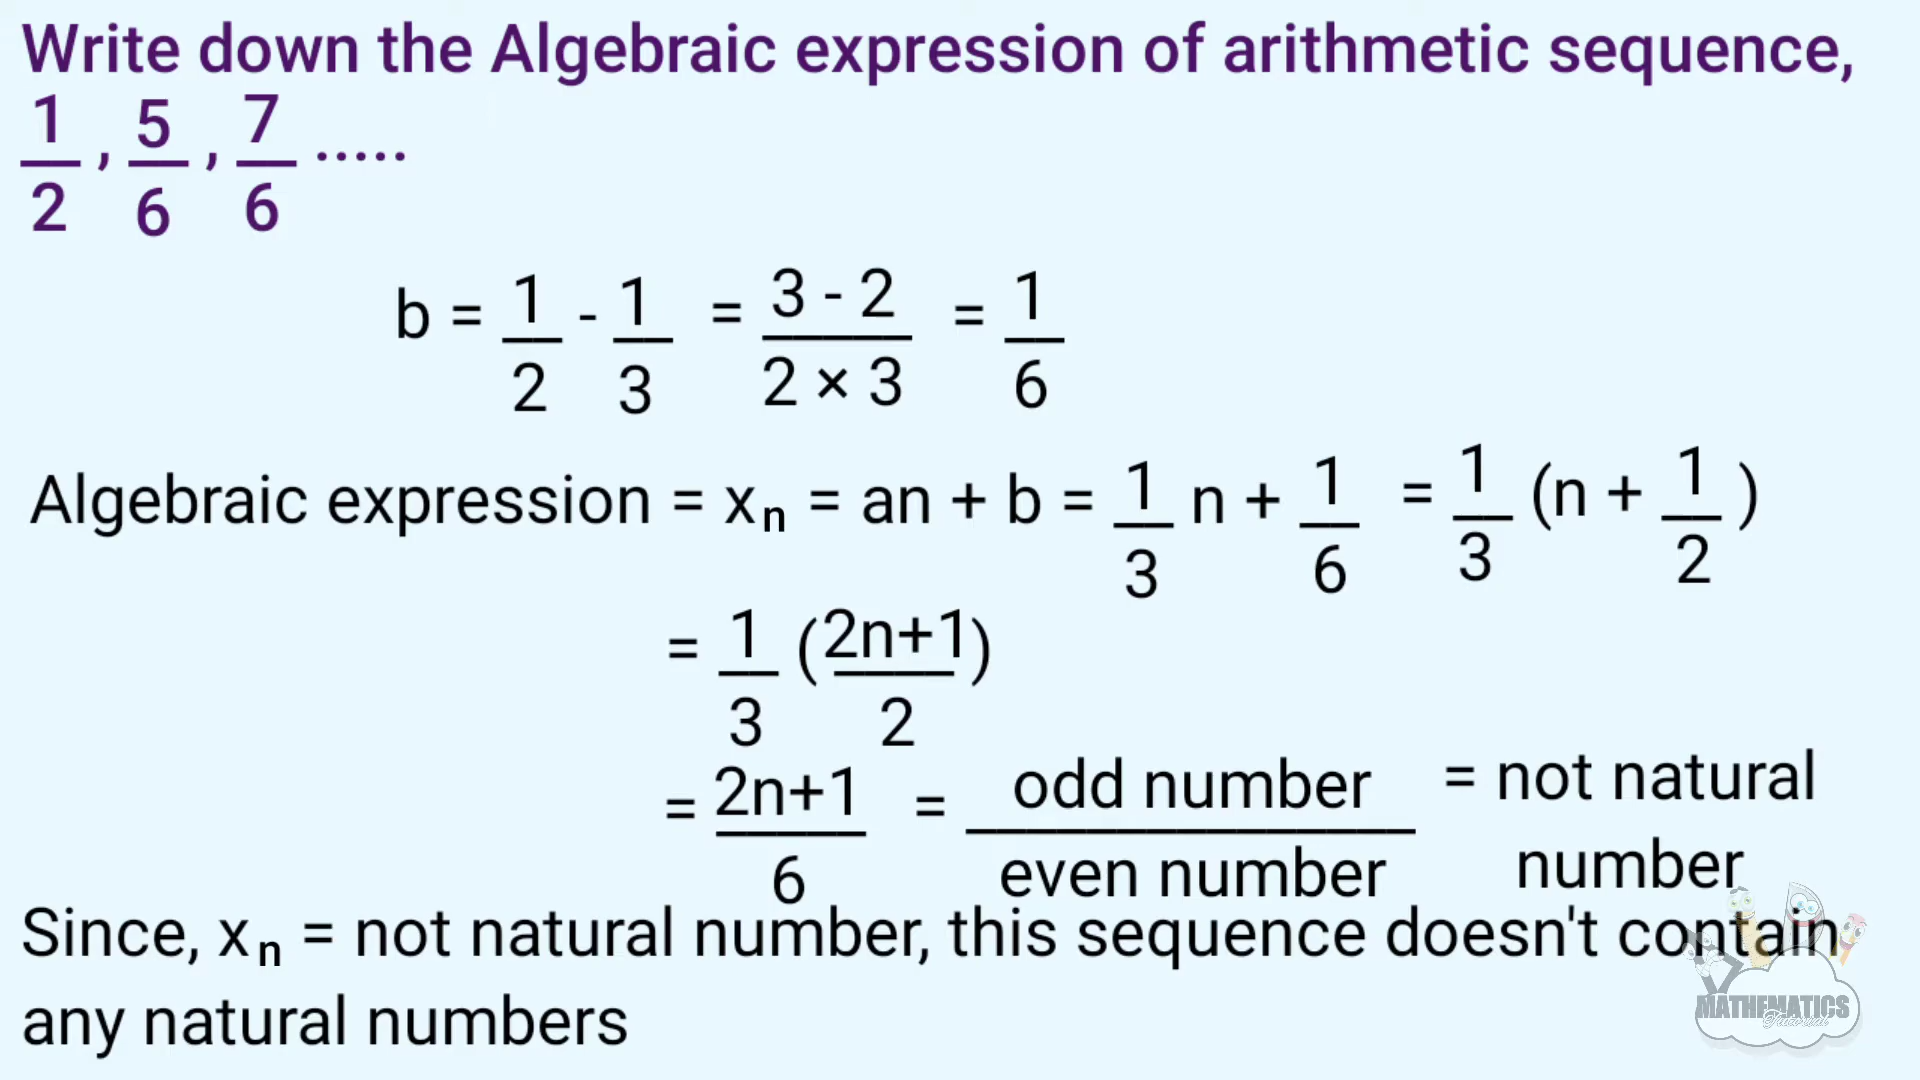 Write down the Algebraic expression of arithmetic sequence,
1/2 , 5/6 , 7/6 .....
b = 1/2 - 1/3 = (3 - 2)/(2 × 3) = 1/6
Algebraic expression = xₙ = an + b = 1/3 n + 1/6 = 1/3 (n + 1/2)
= 1/3 ((2n+1)/2)
= (2n+1)/6 = odd number/even number = not natural number
Since, xₙ = not natural number, this sequence doesn't contain
any natural numbers
MATHEMATICS
Tutorial